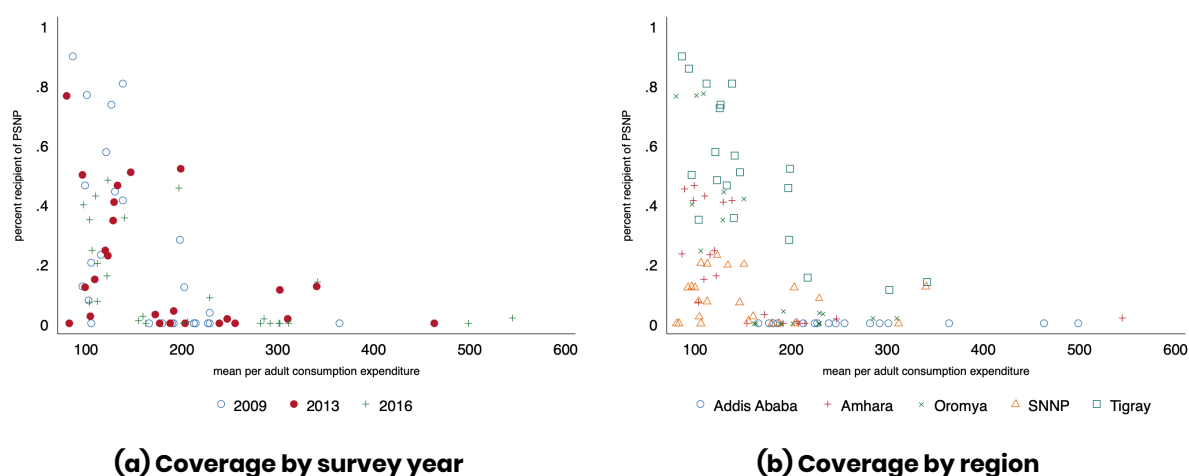 percent recipient of PSNP
1
.8
.6
.4
.2
0
100 200 300 400 500 600
mean per adult consumption expenditure
2009 2013 2016
(a) Coverage by survey year
percent recipient of PSNP
1
.8
.6
.4
.2
0
100 200 300 400 500 600
mean per adult consumption expenditure
Addis Ababa Amhara Oromya SNNP Tigray
(b) Coverage by region